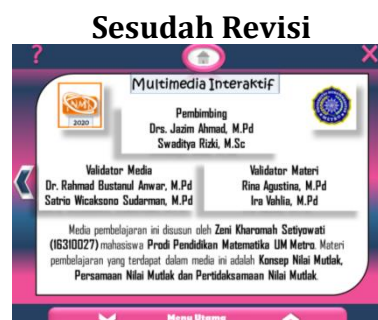 Sesudah Revisi
?
X
Multimedia Interaktif
NML
2020
Pembimbing
Drs. Jazim Ahmad, M.Pd
Swaditya Rizki, M.Sc
Validator Media
Dr. Rahmad Bustanul Anwar, M.Pd
Satrio Wicaksono Sudarman, M.Pd
Validator Materi
Rina Agustina, M.Pd
Ira Vahlia, M.Pd
Media pembelajaran ini disusun oleh Zeni Kharomah Setiyowati
(16310027) mahasiswa Prodi Pendidikan Matematika UM Metro. Materi
pembelajaran yang terdapat dalam media ini adalah Konsep Nilai Mutlak,
Persamaan Nilai Mutlak dan Pertidaksamaan Nilai Mutlak.
Menu Utama